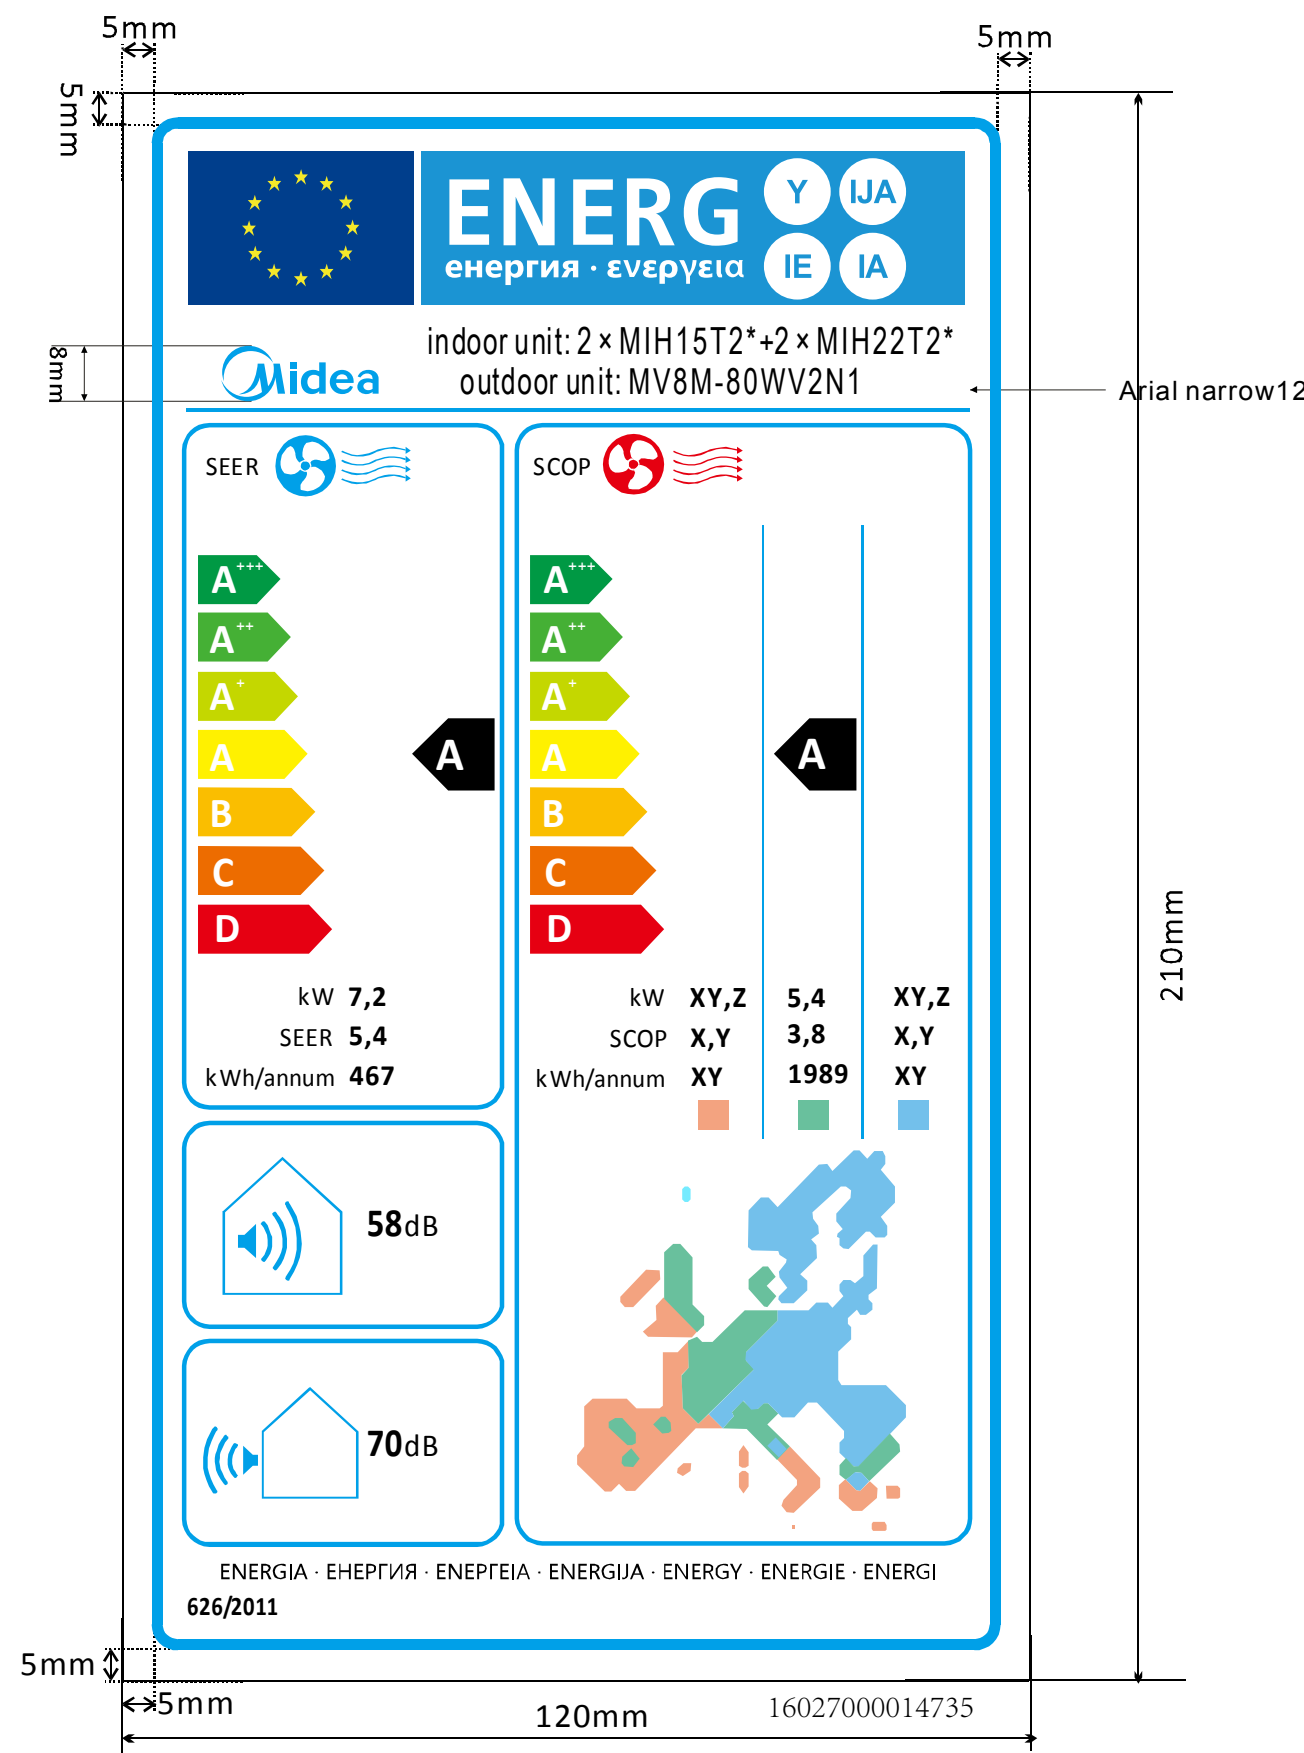 5mm
5mm
5mm
ENERG
Y IJA
енергия · ενεργεια
IE IA
8mm
Midea
indoor unit: 2×MIH15T2*+2×MIH22T2*
outdoor unit: MV8M-80WV2N1
Arial narrow12
SEER
A+++
A++
A+
A
B
C
D
A
kW 7,2
SEER 5,4
kWh/annum 467
SCOP
A+++
A++
A+
A
B
C
D
A
kW XY,Z 5,4 XY,Z
SCOP X,Y 3,8 X,Y
kWh/annum XY 1989 XY
58dB
70dB
210mm
ENERGIA · ЕНЕРГИЯ · ΕΝΕΡΓΕΙΑ · ENERGIJA · ENERGY · ENERGIE · ENERGI
626/2011
5mm
5mm
120mm
16027000014735